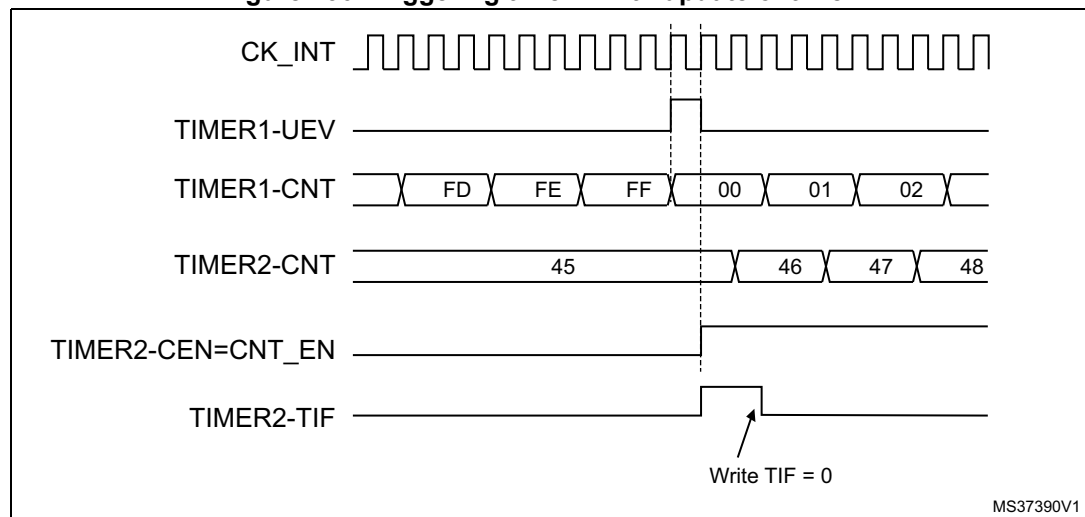 CK_INT
TIMER1-UEV
TIMER1-CNT FD FE FF 00 01 02
TIMER2-CNT 45 46 47 48
TIMER2-CEN=CNT_EN
TIMER2-TIF
Write TIF = 0
MS37390V1